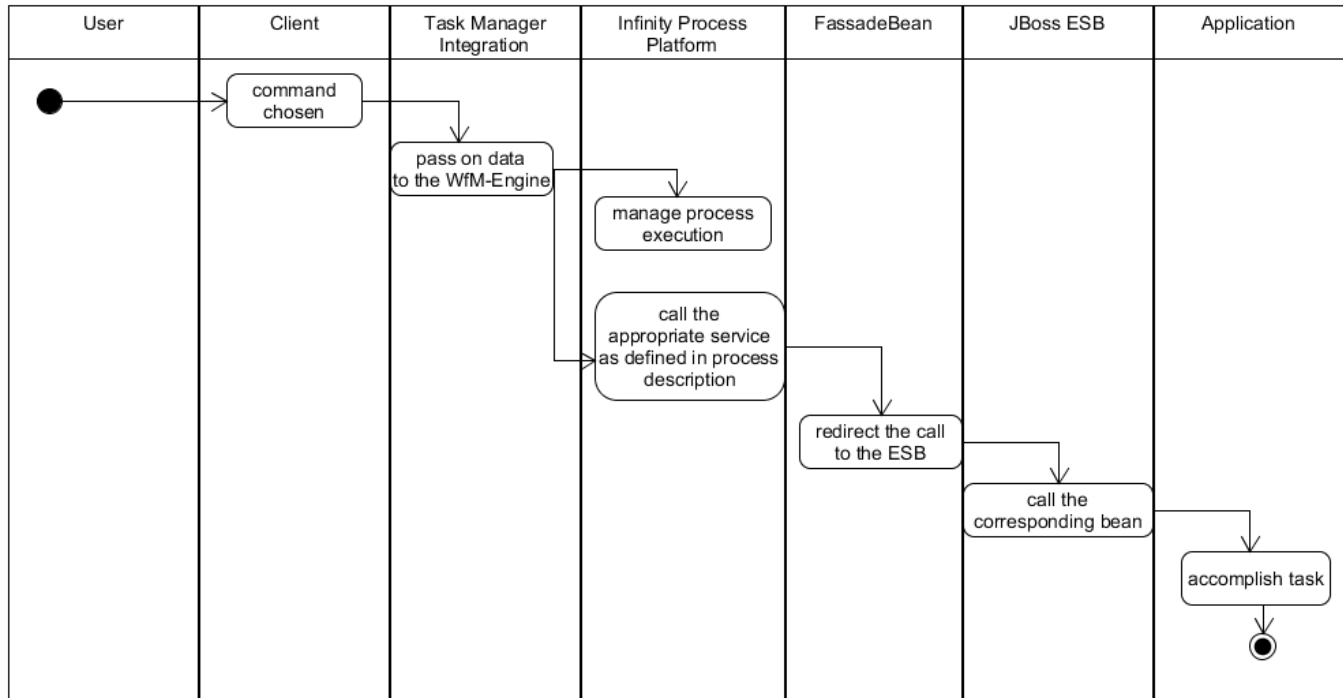 User
Client
Task Manager
Integration
Infinity Process
Platform
FassadeBean
JBoss ESB
Application
command
chosen
pass on data
to the WfM-Engine
manage process
execution
call the
appropriate service
as defined in process
description
redirect the call
to the ESB
call the
corresponding bean
accomplish task